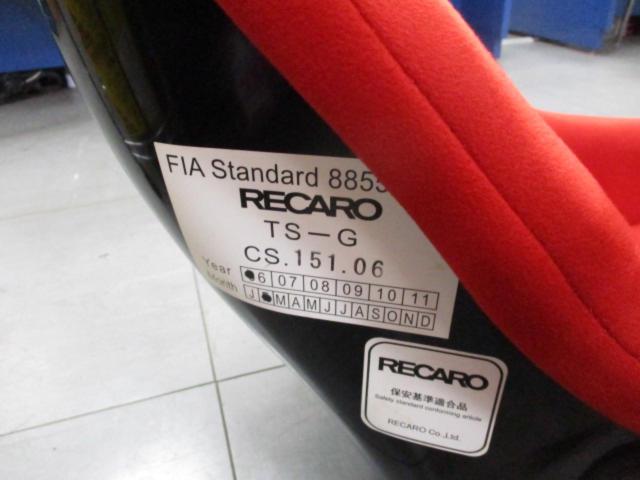 FIA Standard 8855
RECARO
TS-G
CS.151.06
Year 6 07 08 09 10 11
Month J M A M J J A S O N D
RECARO
保安基準適合品
Safety standard conforming article
RECARO Co.,Ltd.